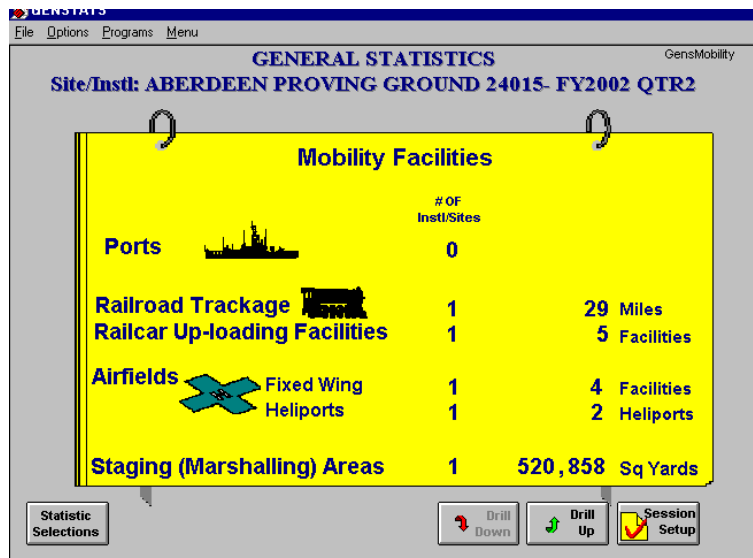 GENSTATS
File Options Programs Menu
GENERAL STATISTICS
GensMobility
Site/Instl: ABERDEEN PROVING GROUND 24015- FY2002 QTR2
Mobility Facilities
# OF
Instl/Sites
Ports 0
Railroad Trackage 1 29 Miles
Railcar Up-loading Facilities 1 5 Facilities
Airfields Fixed Wing 1 4 Facilities
Heliports 1 2 Heliports
Staging (Marshalling) Areas 1 520,858 Sq Yards
Statistic
Selections
Drill
Down
Drill
Up
Session
Setup